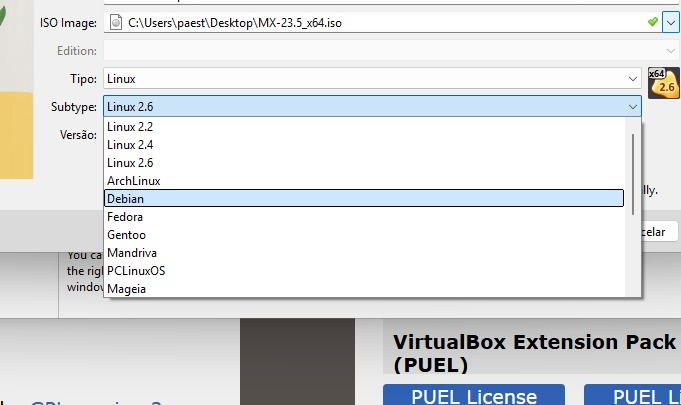 ISO Image: C:\Users\paest\Desktop\MX-23.5_x64.iso
Edition:
Tipo: Linux
x64
2.6
Subtype: Linux 2.6
Versão:
Linux 2.2
Linux 2.4
Linux 2.6
ArchLinux
Debian
Fedora
Gentoo
Mandriva
PCLinuxOS
Mageia
lly.
celar
You ca
the rig
window
VirtualBox Extension Pack
(PUEL)
PUEL License
PUEL Li